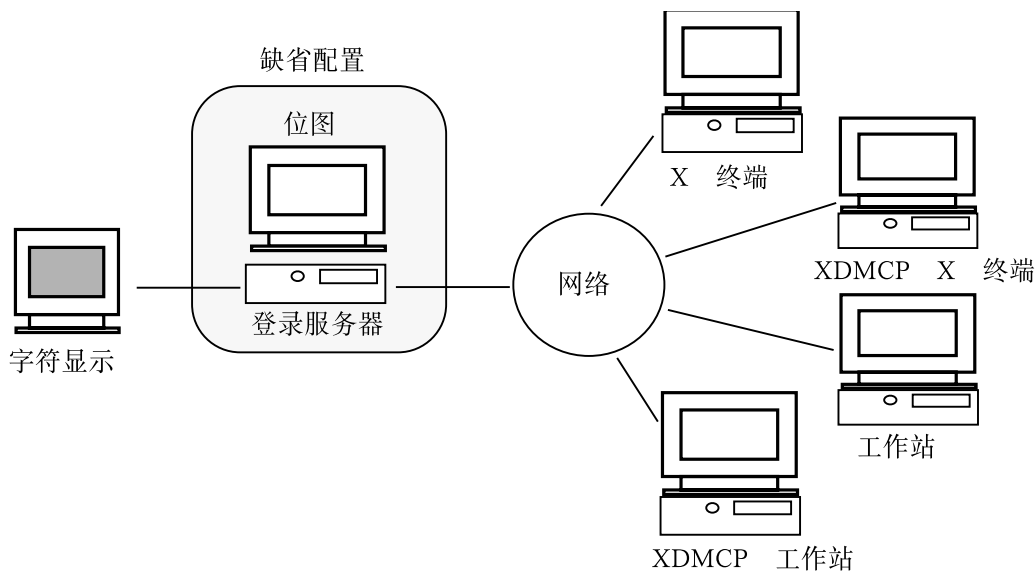 缺省配置
位图
登录服务器
字符显示
网络
X 终端
XDMCP X 终端
工作站
XDMCP 工作站